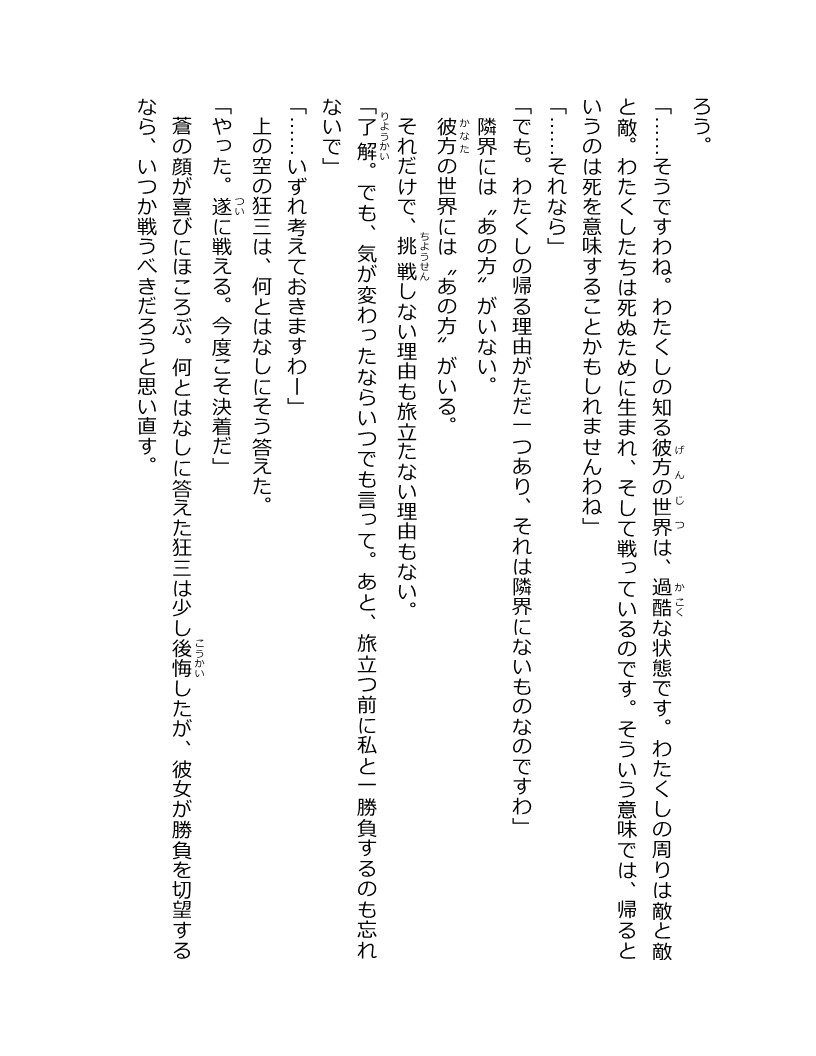 ろう。
「……そうですわね。わたくしの知る彼方の世界は、過酷な状態です。わたくしの周りは敵と敵
と敵。わたくしたちは死ぬために生まれ、そして戦っているのです。そういう意味では、帰ると
いうのは死を意味することかもしれませんわね」
「……それなら」
「でも。わたくしの帰る理由がただ一つあり、それは隣界にないものなのですわ」
隣界には〝あの方〟がいない。
彼方の世界には〝あの方〟がいる。
それだけで、挑戦しない理由も旅立たない理由もない。
「了解。でも、気が変わったならいつでも言って。あと、旅立つ前に私と一勝負するのも忘れ
ないで」
「……いずれ考えておきますわー」
上の空の狂三は、何とはなしにそう答えた。
「やった。遂に戦える。今度こそ決着だ」
蒼の顔が喜びにほころぶ。何とはなしに答えた狂三は少し後悔したが、彼女が勝負を切望する
なら、いつか戦うべきだろうと思い直す。